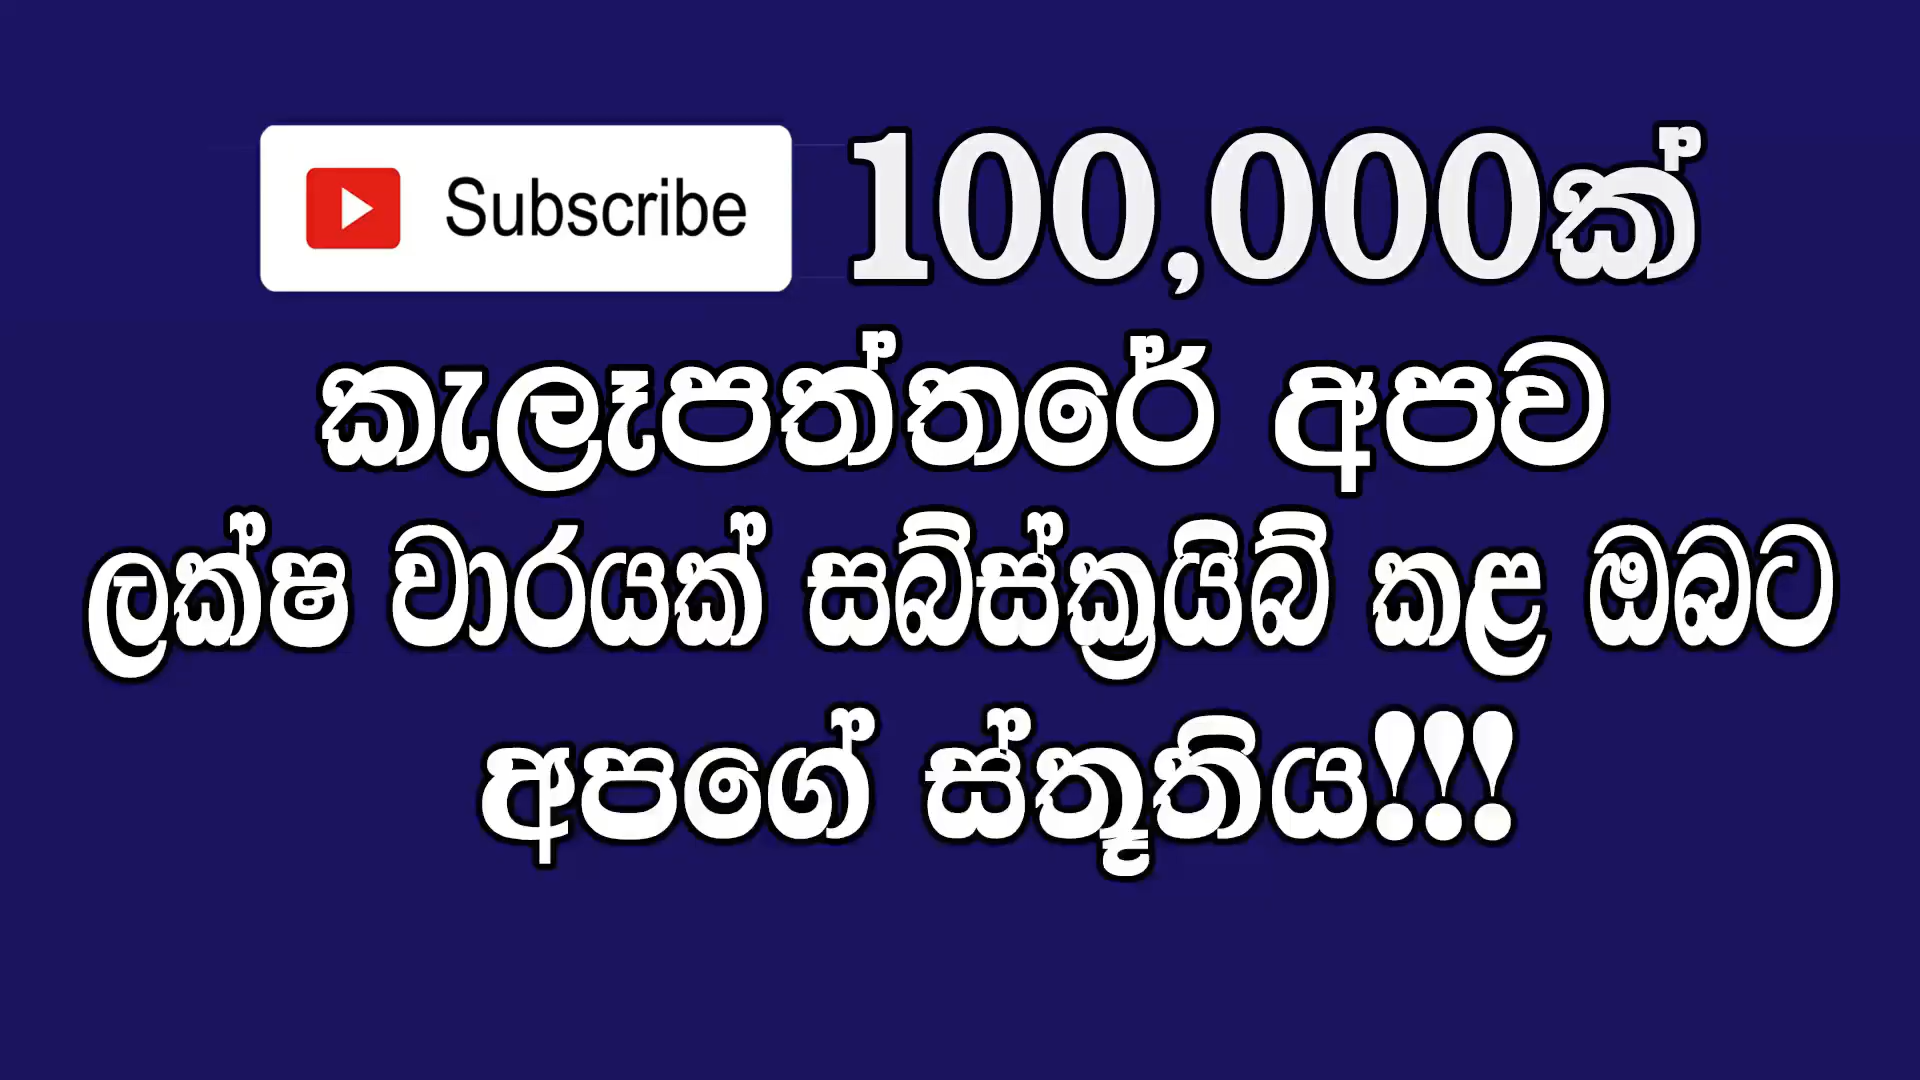 Subscribe 100,000ක්
කැලෑපත්තරේ අපව
ලක්ෂ වාරයක් සබ්ස්ක්‍රයිබ් කළ ඔබට
අපගේ ස්තූතිය!!!